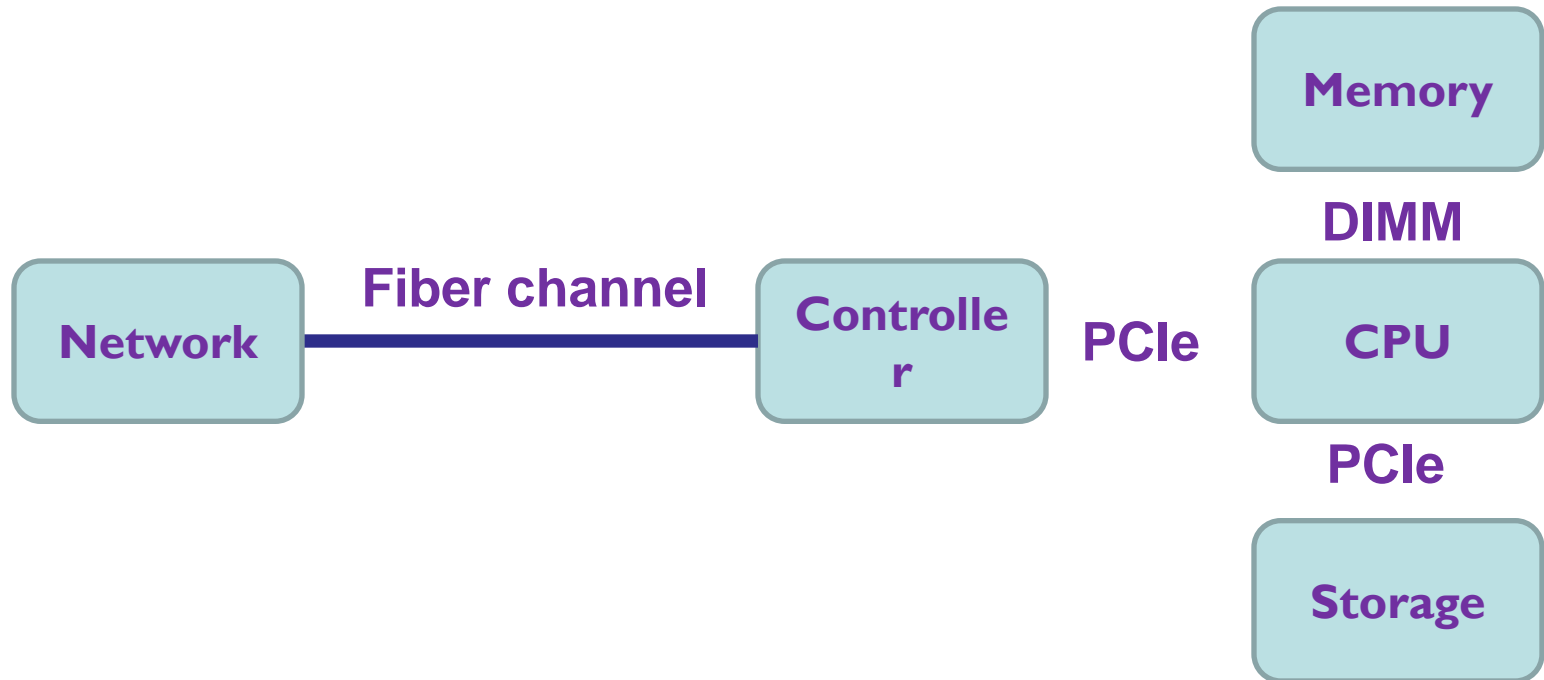 Memory
DIMM
Network
Fiber channel
Controlle
r
PCIe
CPU
PCIe
Storage